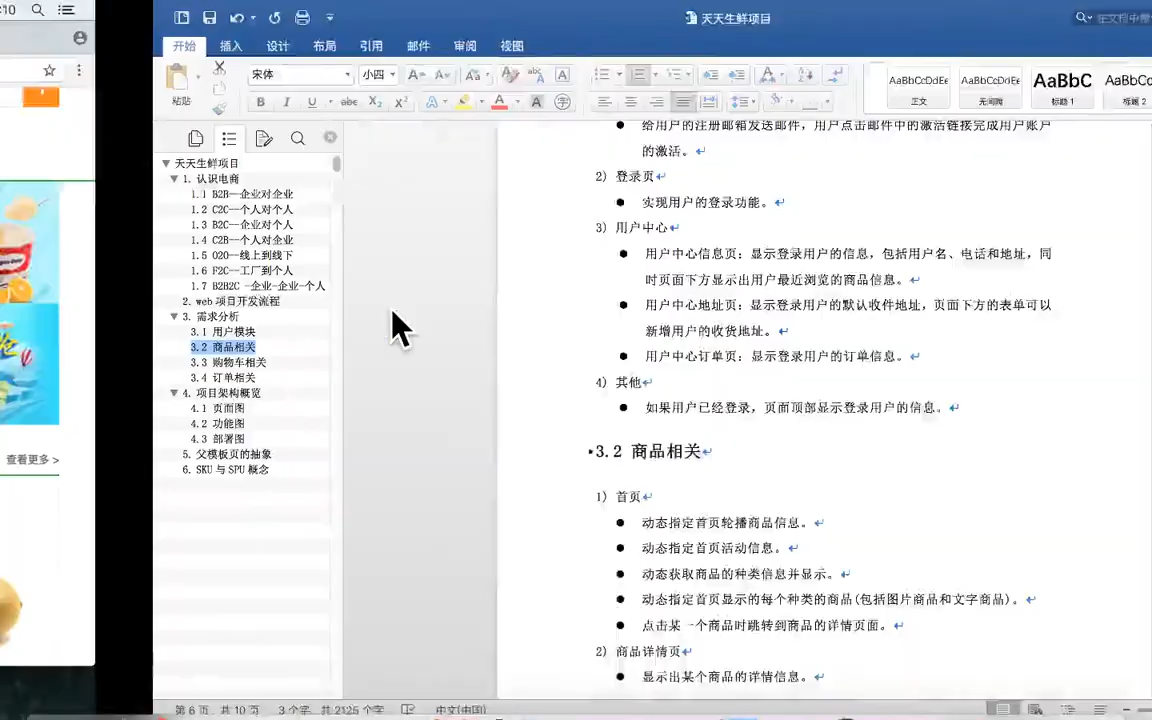 :10
天天生鲜项目
在文档中搜
开始 插入 设计 布局 引用 邮件 审阅 视图
粘贴
宋体 小四
B I U abc X₂ X²
AaBbCcDdEe AaBbCcDdEe AaBbC AaBbCc
正文 无间隔 标题 1 标题 2
天天生鲜项目
1. 认识电商
1.1 B2B--企业对企业
1.2 C2C--个人对个人
1.3 B2C--企业对个人
1.4 C2B--个人对企业
1.5 O2O--线上到线下
1.6 F2C--工厂到个人
1.7 B2B2C -企业-企业-个人
2. web 项目开发流程
3. 需求分析
3.1 用户模块
3.2 商品相关
3.3 购物车相关
3.4 订单相关
4. 项目架构概览
4.1 页面图
4.2 功能图
4.3 部署图
5. 父模板页的抽象
6. SKU 与 SPU 概念
查看更多 >
● 给用户的注册邮箱发送邮件，用户点击邮件中的激活链接完成用户账户
的激活。
2) 登录页
● 实现用户的登录功能。
3) 用户中心
● 用户中心信息页：显示登录用户的信息，包括用户名、电话和地址，同
时页面下方显示出用户最近浏览的商品信息。
● 用户中心地址页：显示登录用户的默认收件地址，页面下方的表单可以
新增用户的收货地址。
● 用户中心订单页：显示登录用户的订单信息。
4) 其他
● 如果用户已经登录，页面顶部显示登录用户的信息。
3.2 商品相关
1) 首页
● 动态指定首页轮播商品信息。
● 动态指定首页活动信息。
● 动态获取商品的种类信息并显示。
● 动态指定首页显示的每个种类的商品(包括图片商品和文字商品)。
● 点击某一个商品时跳转到商品的详情页面。
2) 商品详情页
● 显示出某个商品的详情信息。
第 6 页 共 10 页 3 个字 共 2125 个字 中文(中国)